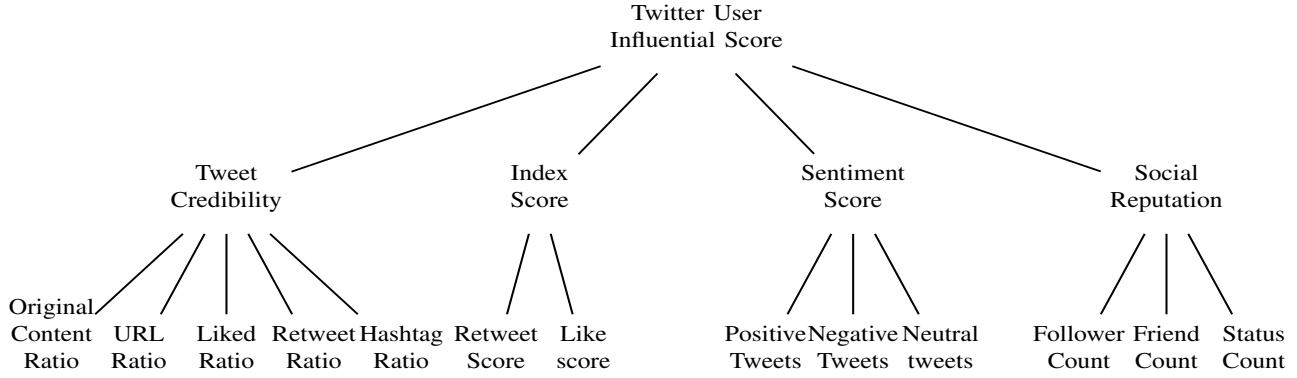 Twitter User
Influential Score
Tweet
Credibility
Index
Score
Sentiment
Score
Social
Reputation
Original
Content
Ratio
URL
Ratio
Liked
Ratio
Retweet
Ratio
Hashtag
Ratio
Retweet
Score
Like
score
Positive
Tweets
Negative
Tweets
Neutral
tweets
Follower
Count
Friend
Count
Status
Count